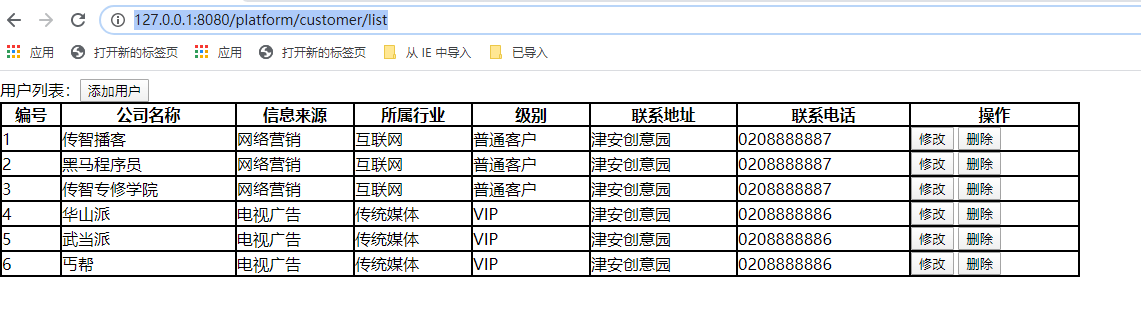 127.0.0.1:8080/platform/customer/list
应用 打开新的标签页 应用 打开新的标签页 从 IE 中导入 已导入
用户列表： 添加用户
编号 公司名称 信息来源 所属行业 级别 联系地址 联系电话 操作
1 传智播客 网络营销 互联网 普通客户 津安创意园 0208888887 修改 删除
2 黑马程序员 网络营销 互联网 普通客户 津安创意园 0208888887 修改 删除
3 传智专修学院 网络营销 互联网 普通客户 津安创意园 0208888887 修改 删除
4 华山派 电视广告 传统媒体 VIP 津安创意园 0208888886 修改 删除
5 武当派 电视广告 传统媒体 VIP 津安创意园 0208888886 修改 删除
6 丐帮 电视广告 传统媒体 VIP 津安创意园 0208888886 修改 删除